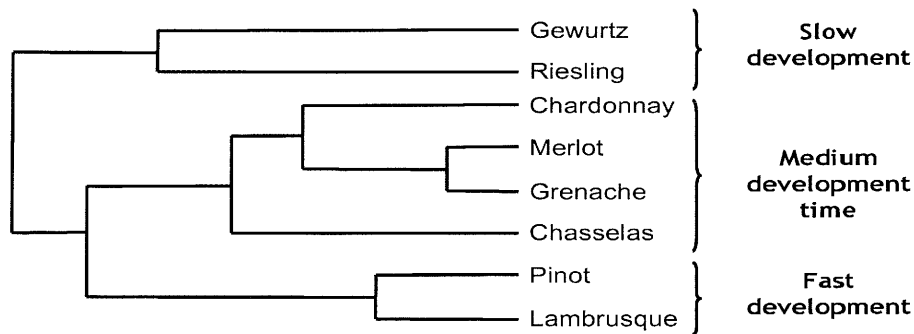 Gewurtz
Riesling
Slow
development
Chardonnay
Merlot
Grenache
Chasselas
Medium
development
time
Pinot
Lambrusque
Fast
development